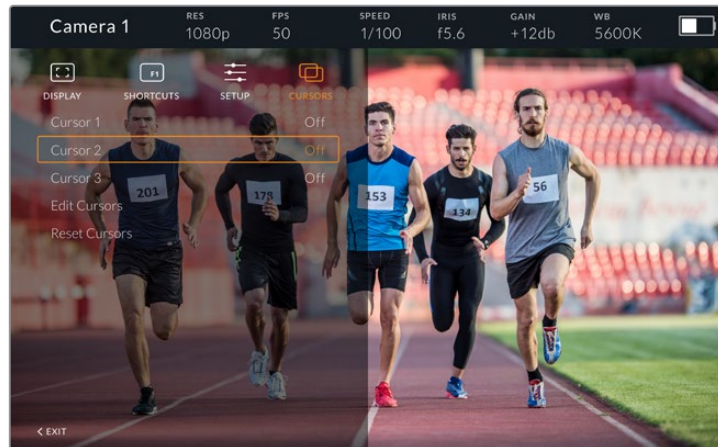 Camera 1
RES
1080p
FPS
50
SPEED
1/100
IRIS
f5.6
GAIN
+12db
WB
5600K
F1
DISPLAY
SHORTCUTS
SETUP
CURSORS
Cursor 1 Off
Cursor 2 Off
Cursor 3 Off
Edit Cursors
Reset Cursors
201
178
153
134
56
< EXIT